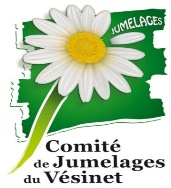 JUMELAGES
Comité
de Jumelages
du Vésinet